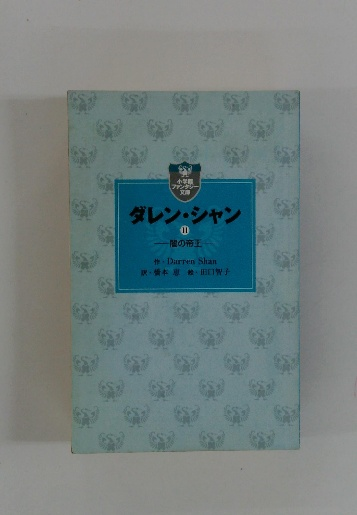 小学館
ファンタジー
文庫
ダレン・シャン
11
―闇の帝王―
作・Darren Shan
訳・橋本 恵 絵・田口智子